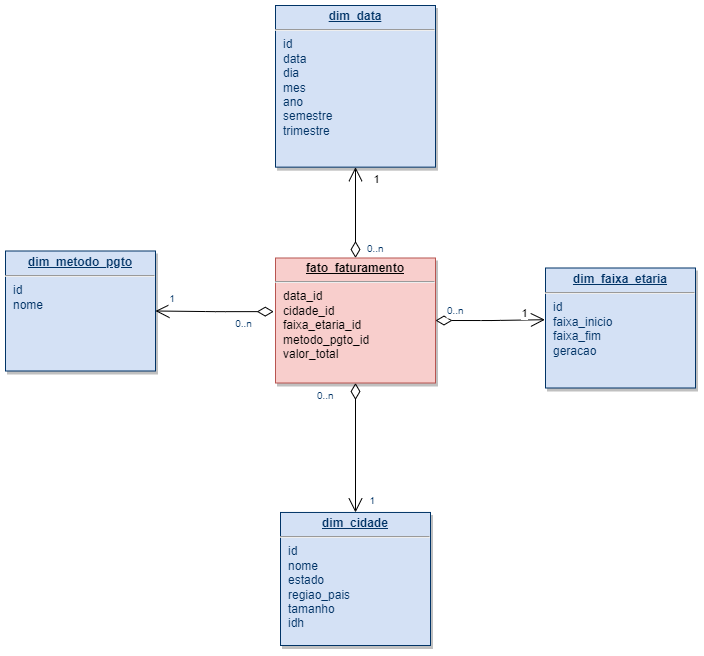 dim_data
id
data
dia
mes
ano
semestre
trimestre
1
0..n
dim_metodo_pgto
id
nome
1
0..n
fato_faturamento
data_id
cidade_id
faixa_etaria_id
metodo_pgto_id
valor_total
0..n
1
dim_faixa_etaria
id
faixa_inicio
faixa_fim
geracao
0..n
1
dim_cidade
id
nome
estado
regiao_pais
tamanho
idh